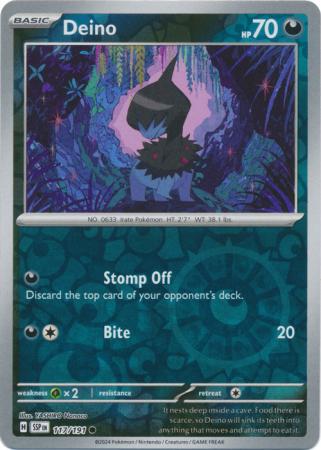 BASIC
Deino
HP 70
NO. 0633 Irate Pokémon HT: 2'7" WT: 38.1 lbs.
Stomp Off
Discard the top card of your opponent's deck.
Bite 20
weakness ×2 resistance retreat
Illus. YASHIRO Nanaco
H SSP EN 117/191
It nests deep inside a cave. Food there
is scarce, so Deino will sink its teeth into
anything that moves and attempt to eat it.
©2024 Pokémon / Nintendo / Creatures / GAME FREAK